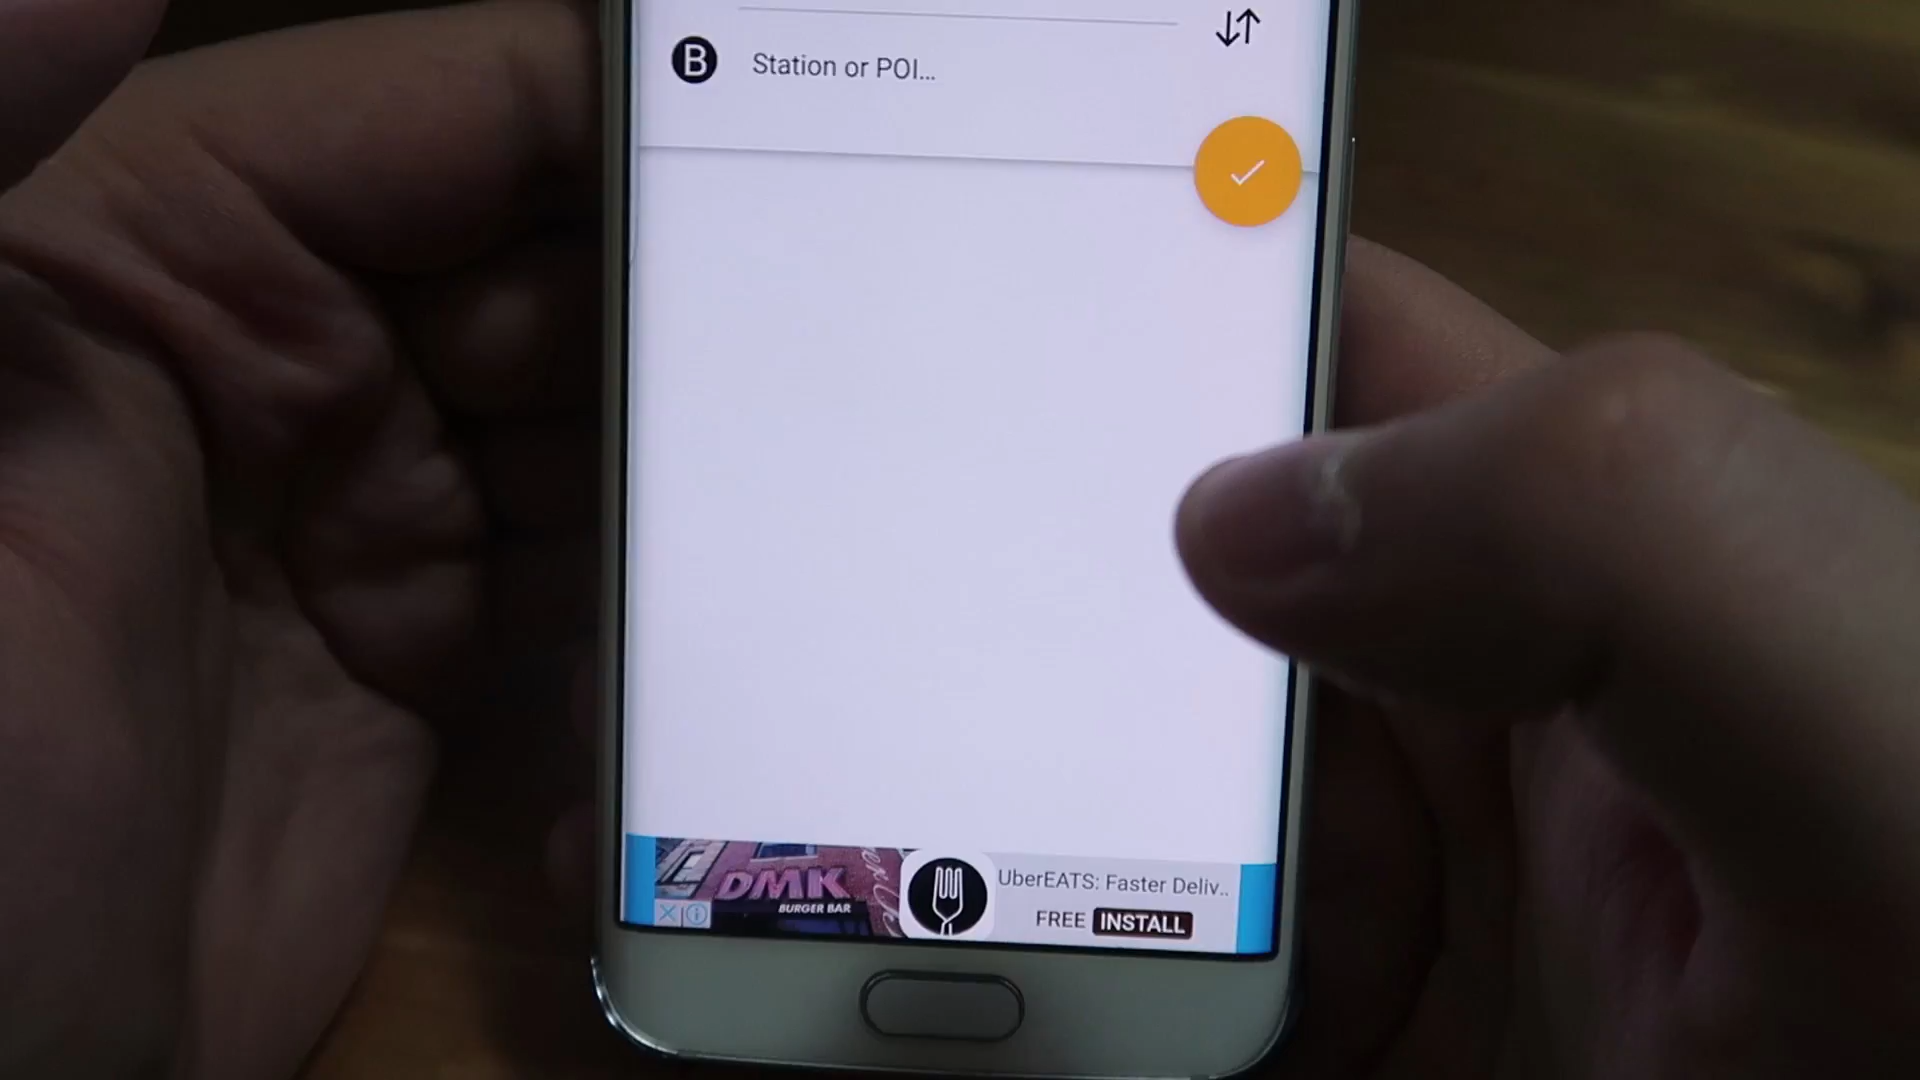 B Station or POI...
DMK
BURGER BAR
UberEATS: Faster Deliv..
FREE INSTALL